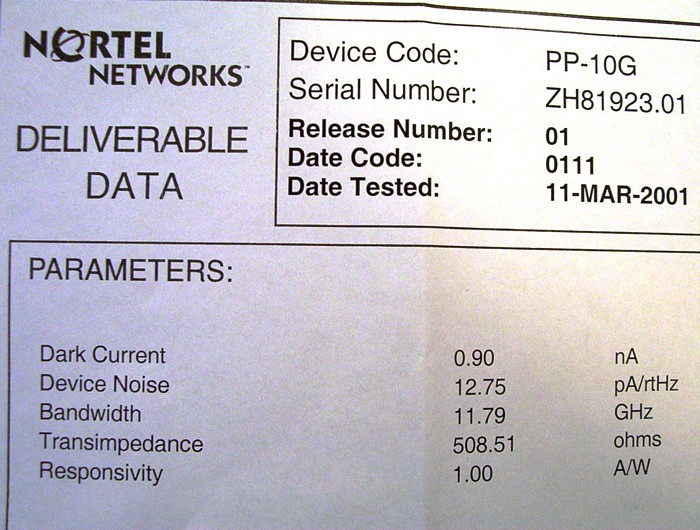 NORTEL
NETWORKS™
DELIVERABLE
DATA
Device Code: PP-10G
Serial Number: ZH81923.01
Release Number: 01
Date Code: 0111
Date Tested: 11-MAR-2001
PARAMETERS:
Dark Current 0.90 nA
Device Noise 12.75 pA/rtHz
Bandwidth 11.79 GHz
Transimpedance 508.51 ohms
Responsivity 1.00 A/W